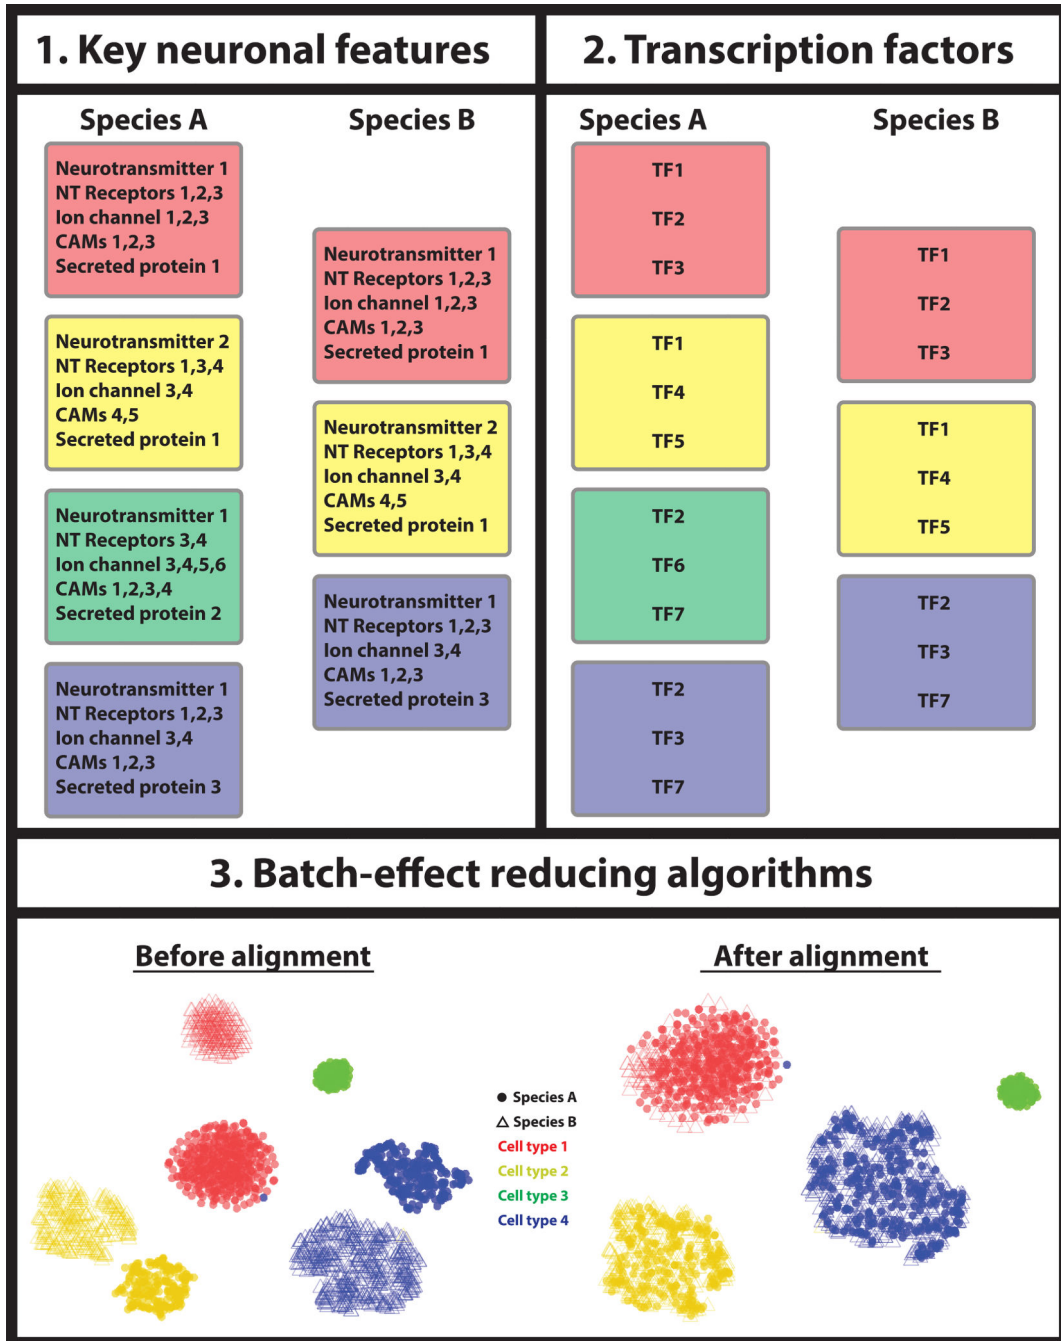 1. Key neuronal features
Species A
Species B
Neurotransmitter 1
NT Receptors 1,2,3
Ion channel 1,2,3
CAMs 1,2,3
Secreted protein 1
Neurotransmitter 2
NT Receptors 1,3,4
Ion channel 3,4
CAMs 4,5
Secreted protein 1
Neurotransmitter 1
NT Receptors 3,4
Ion channel 3,4,5,6
CAMs 1,2,3,4
Secreted protein 2
Neurotransmitter 1
NT Receptors 1,2,3
Ion channel 3,4
CAMs 1,2,3
Secreted protein 3
Neurotransmitter 1
NT Receptors 1,2,3
Ion channel 1,2,3
CAMs 1,2,3
Secreted protein 1
Neurotransmitter 2
NT Receptors 1,3,4
Ion channel 3,4
CAMs 4,5
Secreted protein 1
Neurotransmitter 1
NT Receptors 1,2,3
Ion channel 3,4
CAMs 1,2,3
Secreted protein 3
2. Transcription factors
Species A
Species B
TF1
TF2
TF3
TF1
TF4
TF5
TF2
TF6
TF7
TF2
TF3
TF7
TF1
TF2
TF3
TF1
TF4
TF5
TF2
TF3
TF7
3. Batch-effect reducing algorithms
Before alignment
After alignment
Species A
Species B
Cell type 1
Cell type 2
Cell type 3
Cell type 4